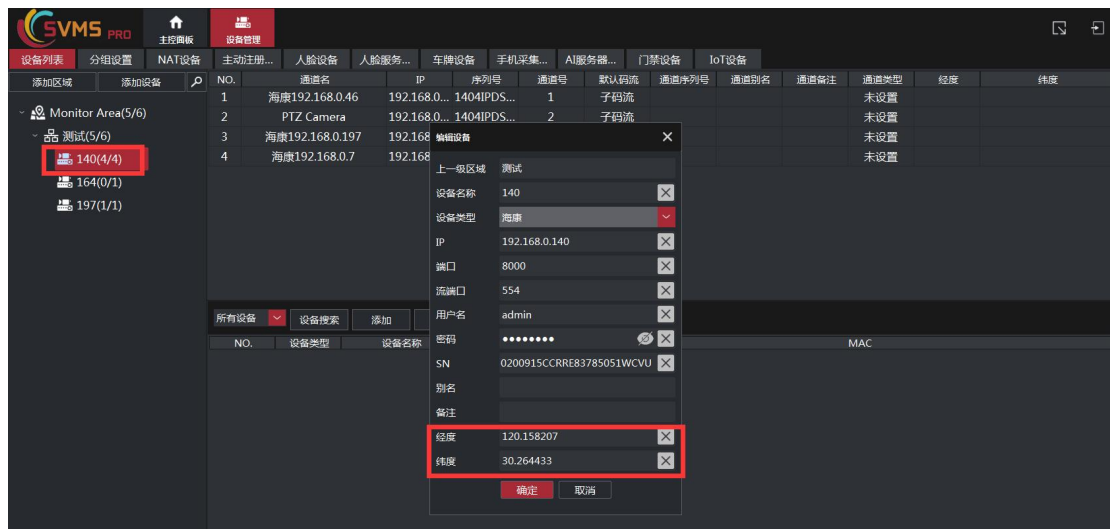 SVMS PRO
主控面板
设备管理
设备列表 分组设置 NAT设备 主动注册... 人脸设备 人脸服务... 车牌设备 手机采集... AI服务器... 门禁设备 IoT设备
添加区域 添加设备
NO. 通道名 IP 序列号 通道号 默认码流 通道序列号 通道别名 通道备注 通道类型 经度 纬度
1 海康192.168.0.46 192.168.0... 1404IPDS... 1 子码流 未设置
2 PTZ Camera 192.168.0... 1404IPDS... 2 子码流 未设置
3 海康192.168.0.197 192.168 未设置
4 海康192.168.0.7 192.168 未设置
Monitor Area(5/6)
测试(5/6)
140(4/4)
164(0/1)
197(1/1)
编辑设备
上一级区域 测试
设备名称 140
设备类型 海康
IP 192.168.0.140
端口 8000
流端口 554
用户名 admin
密码 ••••••••
SN 0200915CCRRE83785051WCVU
别名
备注
经度 120.158207
纬度 30.264433
确定 取消
所有设备 设备搜索 添加
NO. 设备类型 设备名称 MAC